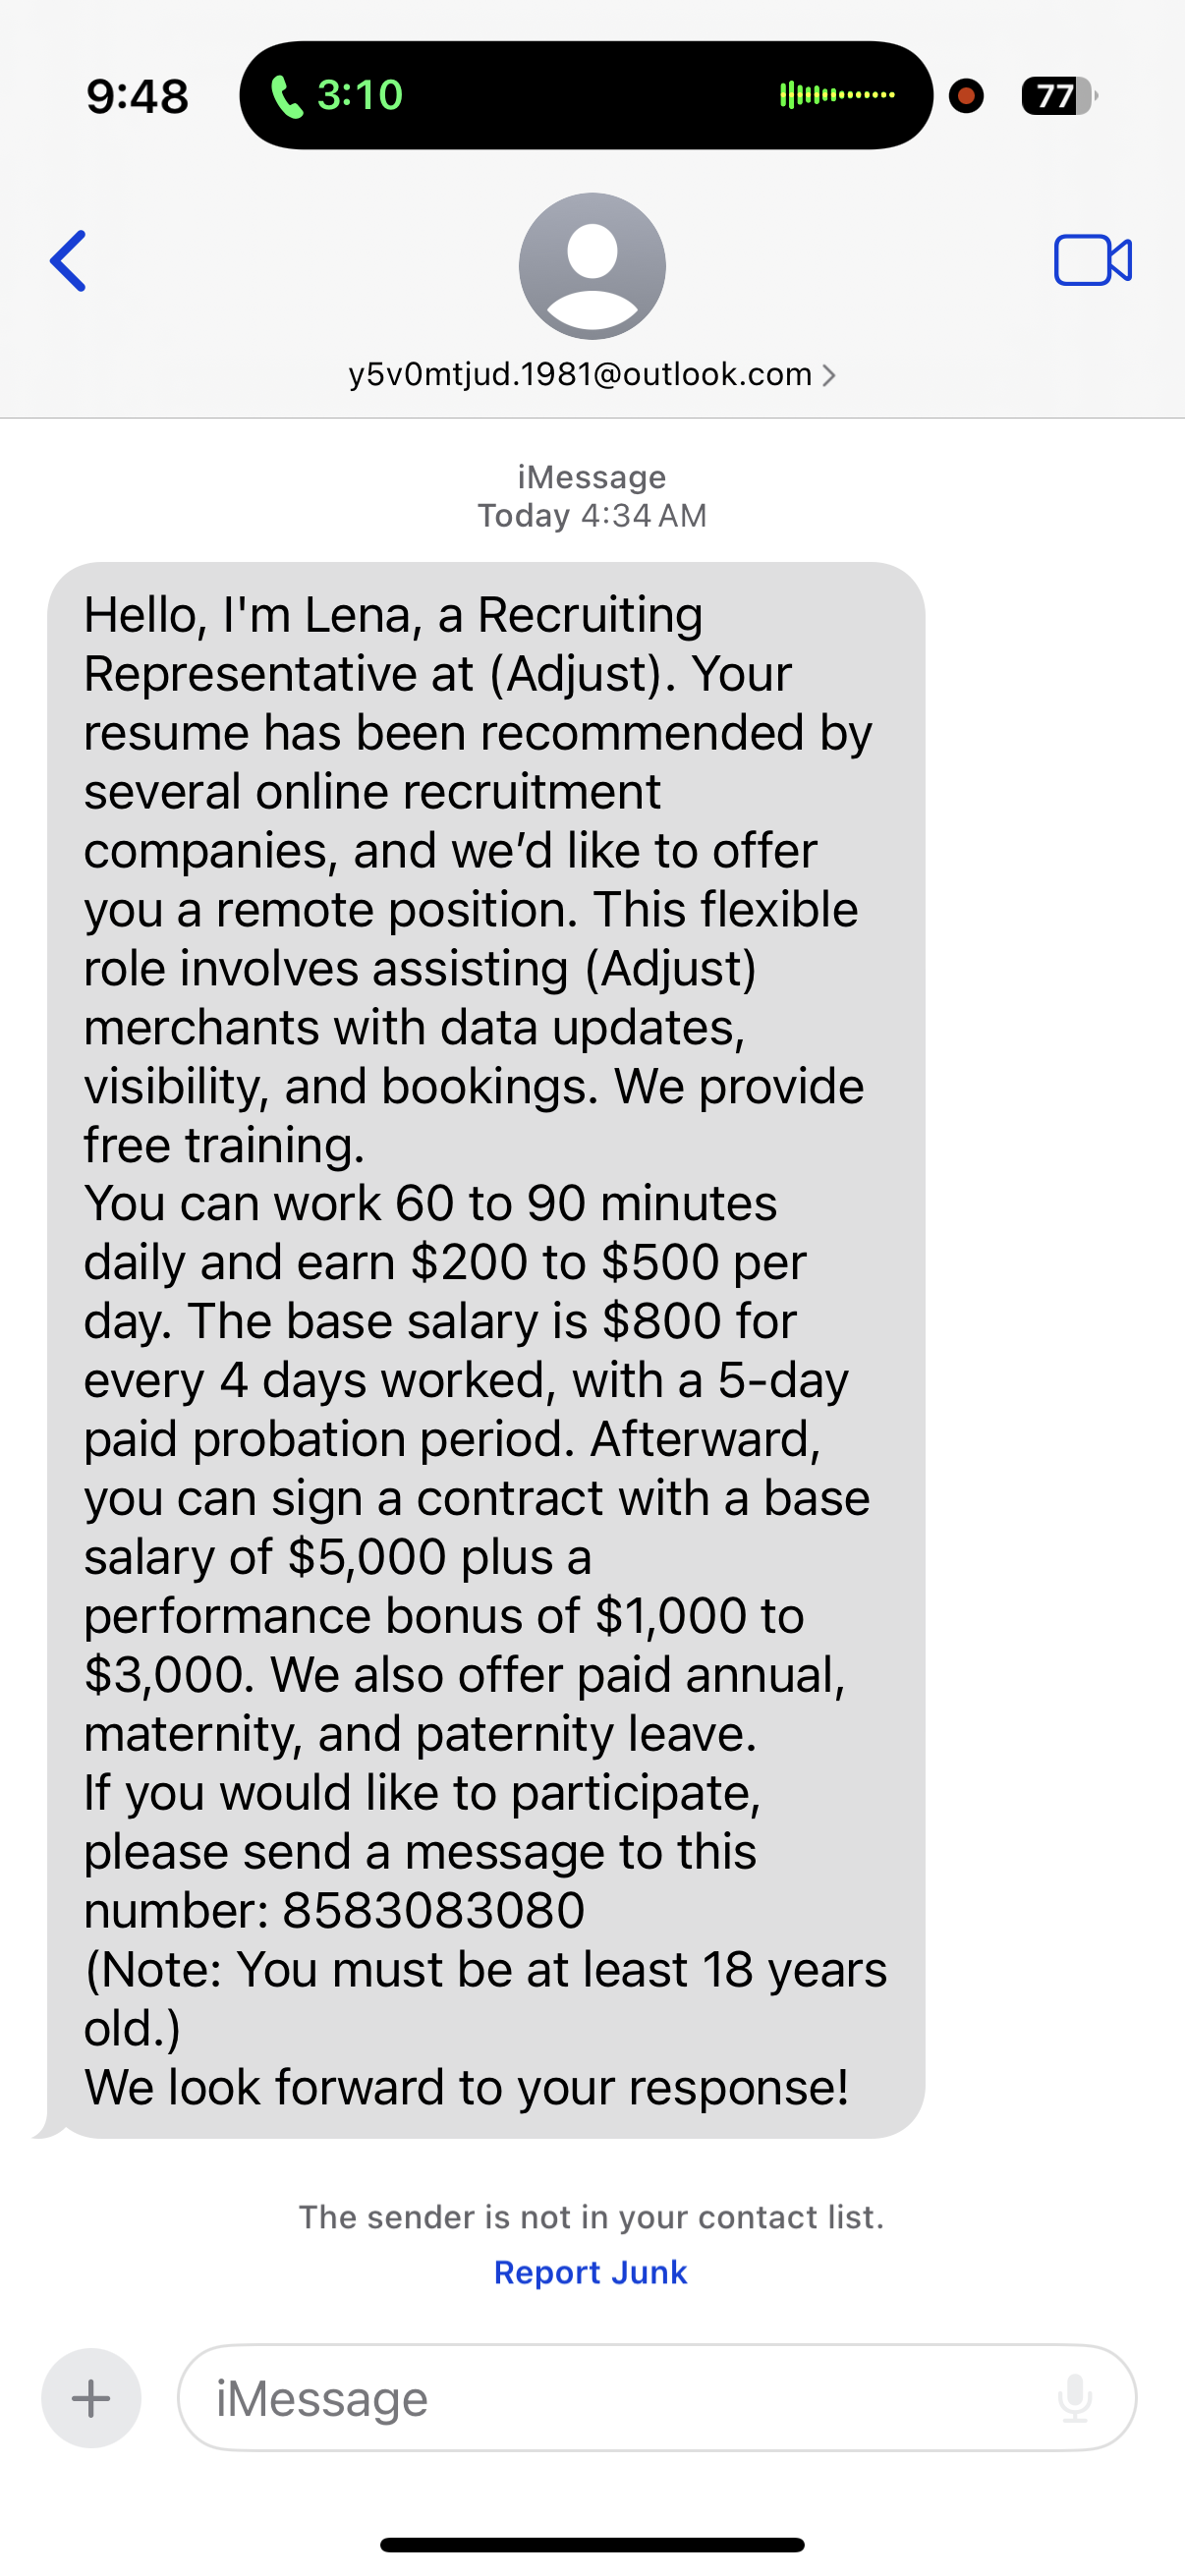 9:48
3:10
77
y5v0mtjud.1981@outlook.com
iMessage
Today 4:34 AM
Hello, I'm Lena, a Recruiting
Representative at (Adjust). Your
resume has been recommended by
several online recruitment
companies, and we’d like to offer
you a remote position. This flexible
role involves assisting (Adjust)
merchants with data updates,
visibility, and bookings. We provide
free training.
You can work 60 to 90 minutes
daily and earn $200 to $500 per
day. The base salary is $800 for
every 4 days worked, with a 5-day
paid probation period. Afterward,
you can sign a contract with a base
salary of $5,000 plus a
performance bonus of $1,000 to
$3,000. We also offer paid annual,
maternity, and paternity leave.
If you would like to participate,
please send a message to this
number: 8583083080
(Note: You must be at least 18 years
old.)
We look forward to your response!
The sender is not in your contact list.
Report Junk
iMessage